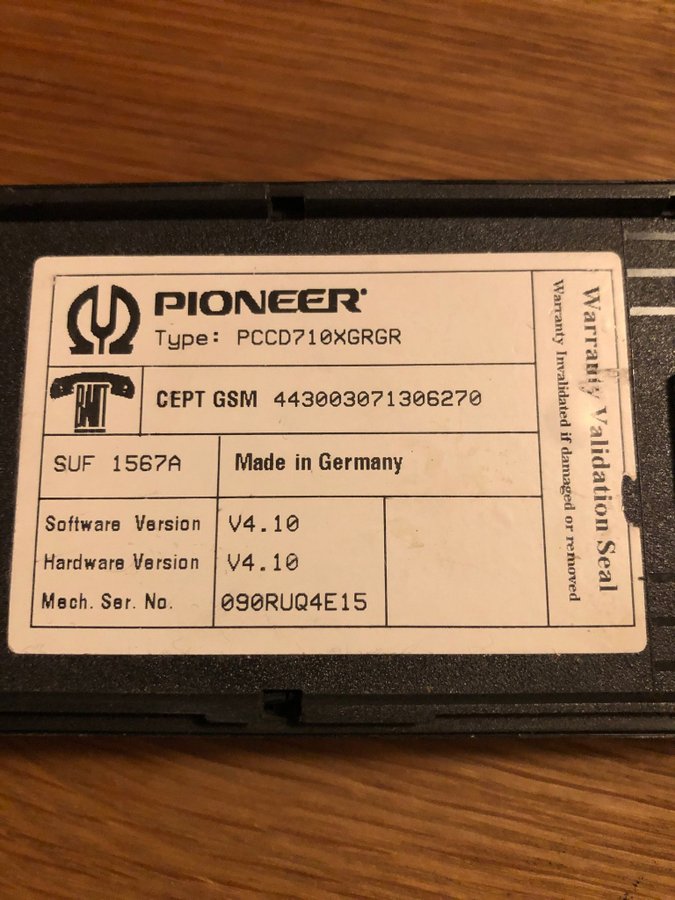 PIONEER
Type: PCCD710XGRGR
BAPT
CEPT GSM 443003071306270
SUF 1567A
Made in Germany
Software Version V4.10
Hardware Version V4.10
Mech. Ser. No. 090RUQ4E15
Warranty Validation Seal
Warranty Invalidated if damaged or removed